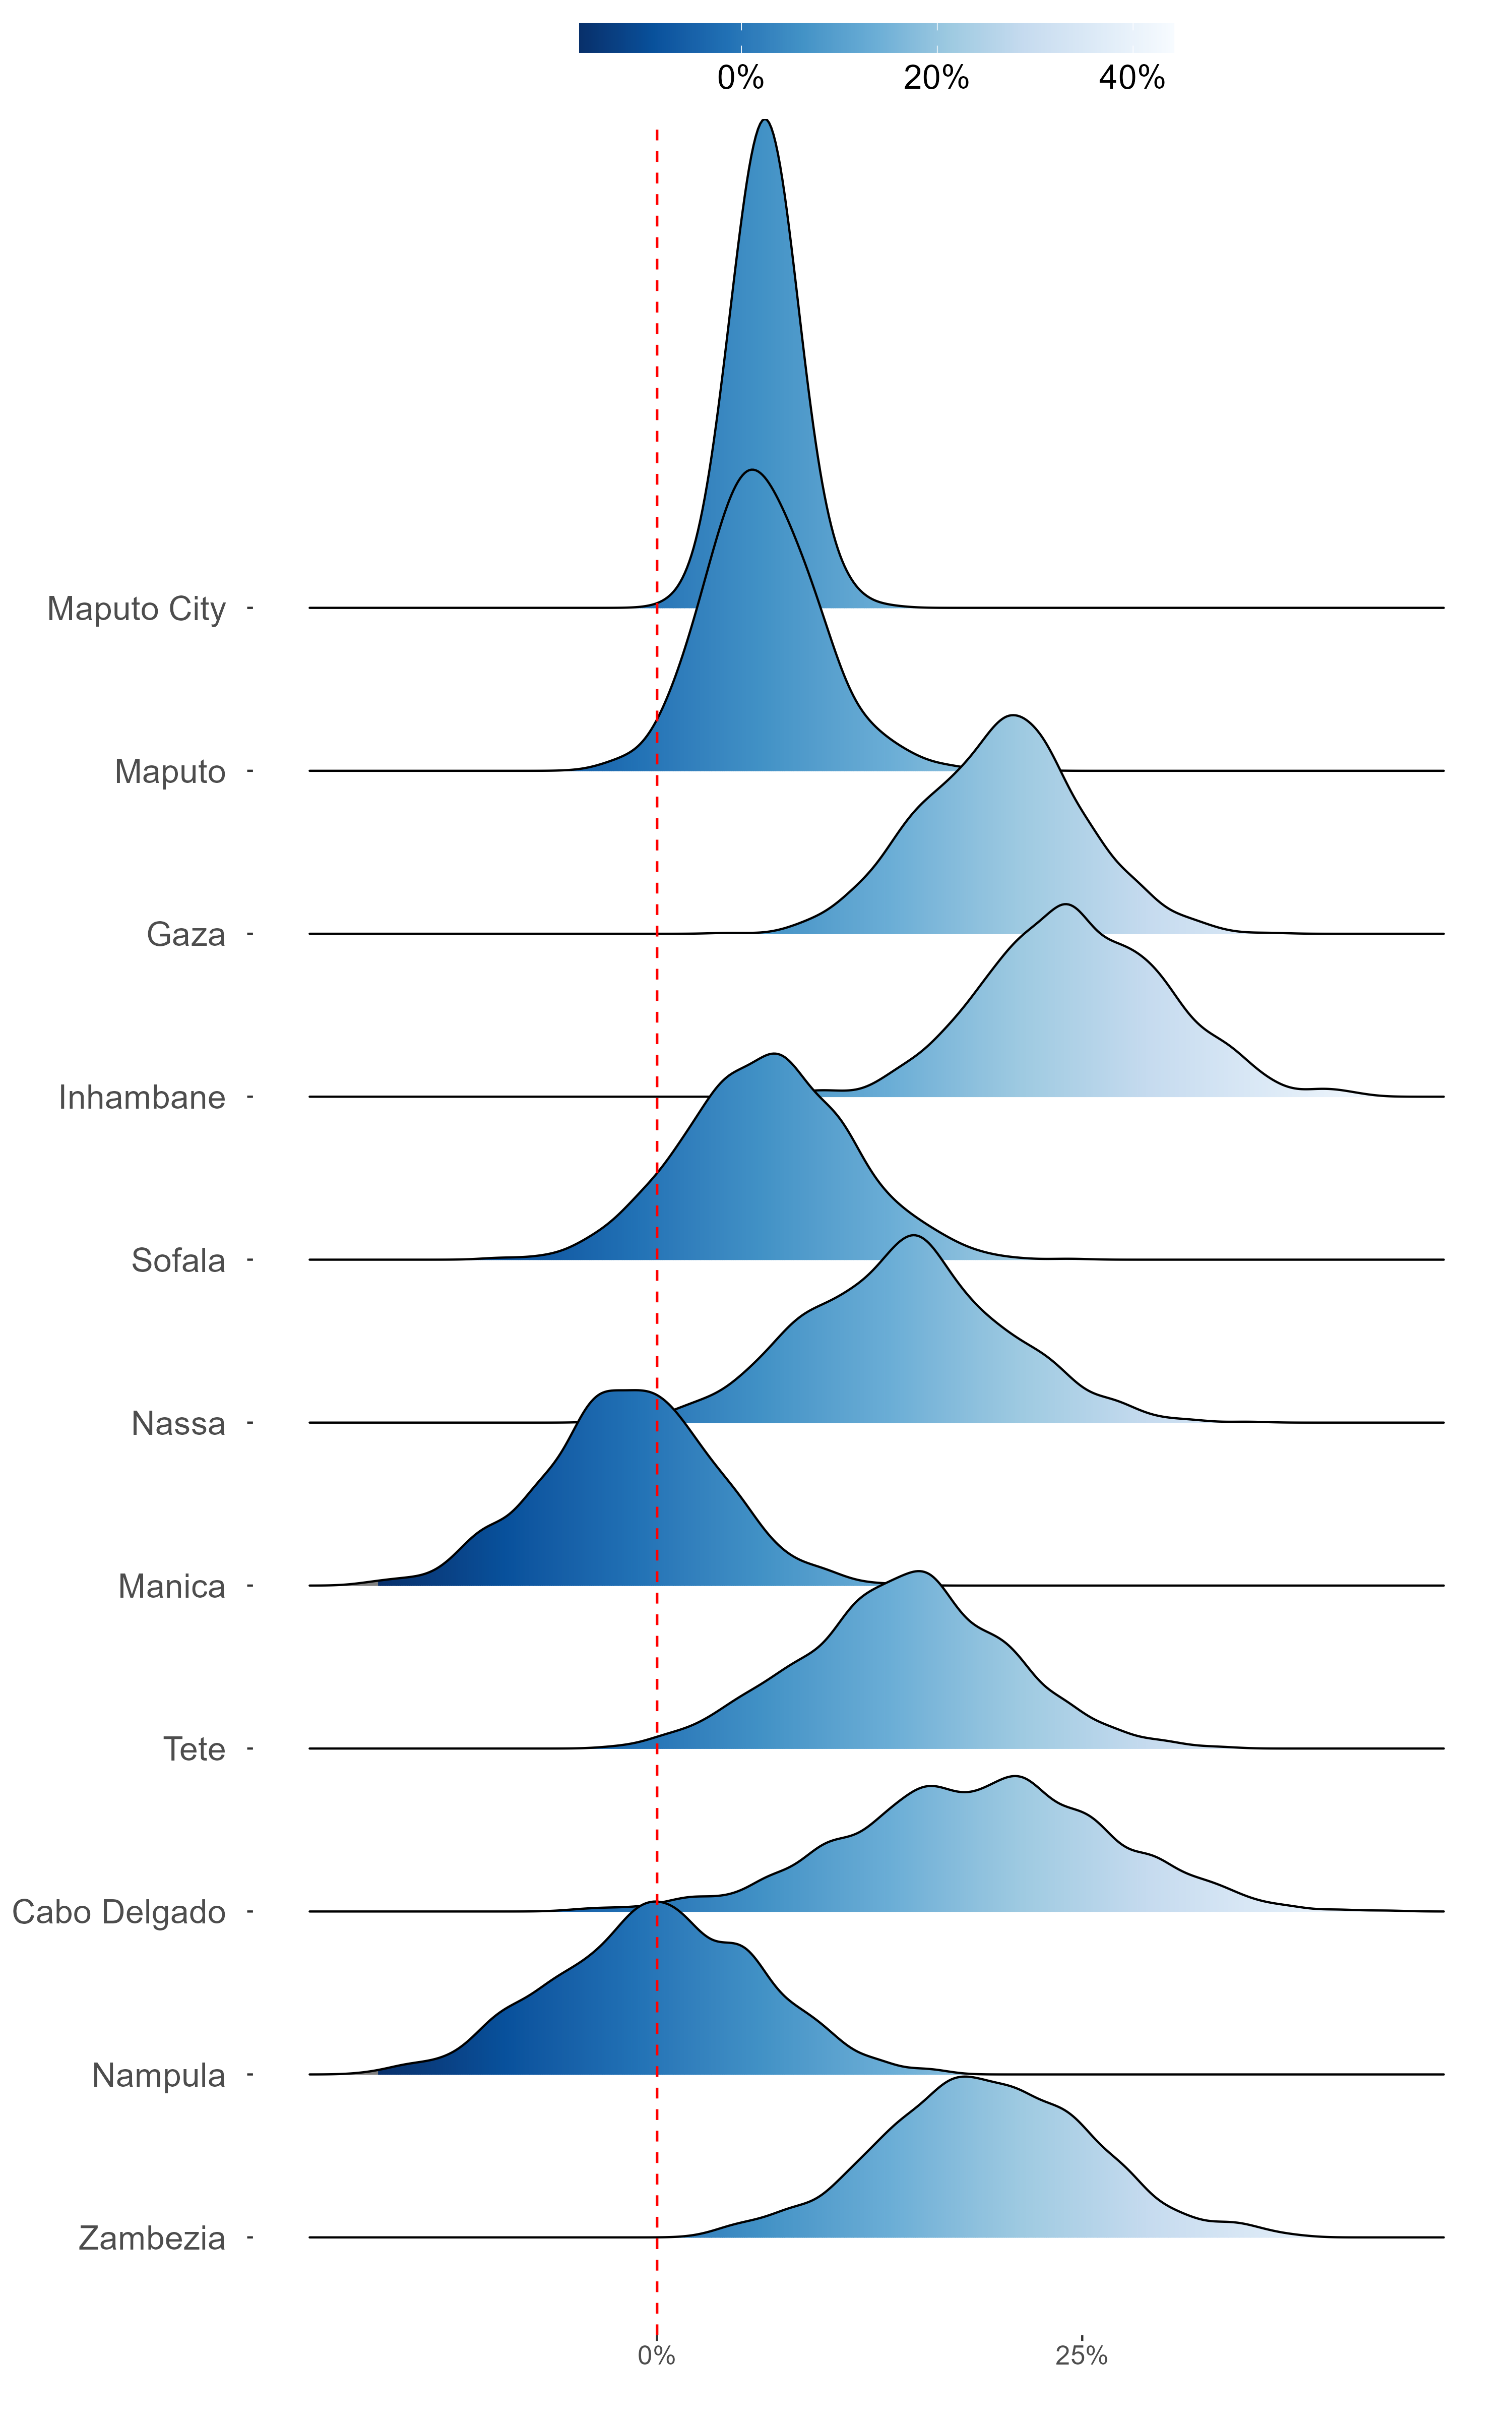 0% 20% 40%
Maputo City
Maputo
Gaza
Inhambane
Sofala
Nassa
Manica
Tete
Cabo Delgado
Nampula
Zambezia
0% 25%